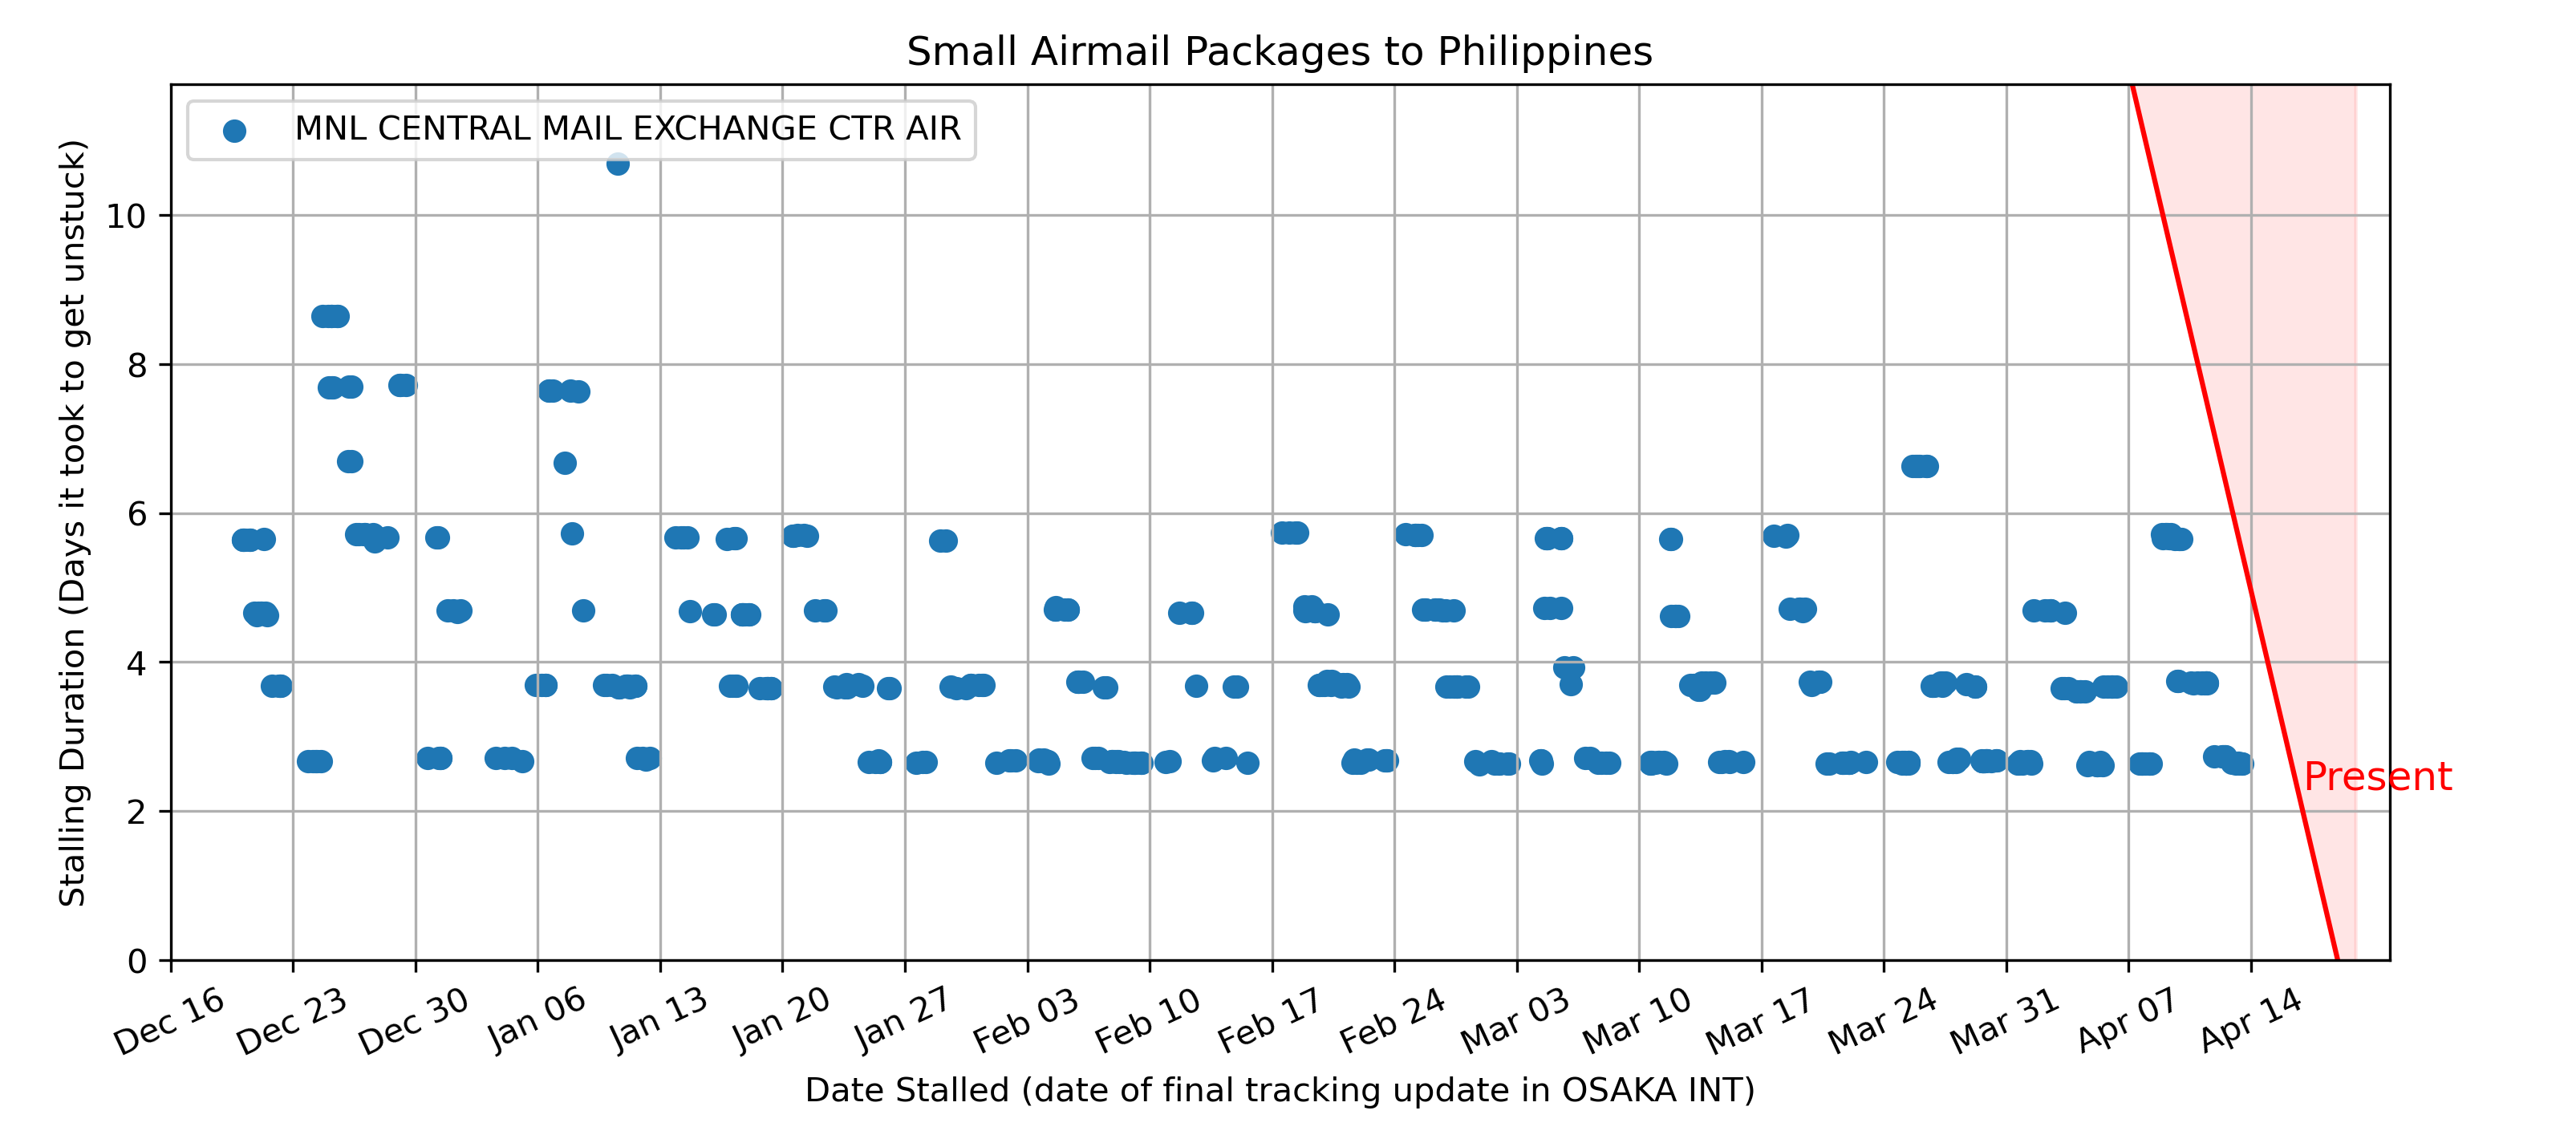 Small Airmail Packages to Philippines
MNL CENTRAL MAIL EXCHANGE CTR AIR
Stalling Duration (Days it took to get unstuck)
10
8
6
4
2
0
Present
Dec 16
Dec 23
Dec 30
Jan 06
Jan 13
Jan 20
Jan 27
Feb 03
Feb 10
Feb 17
Feb 24
Mar 03
Mar 10
Mar 17
Mar 24
Mar 31
Apr 07
Apr 14
Date Stalled (date of final tracking update in OSAKA INT)